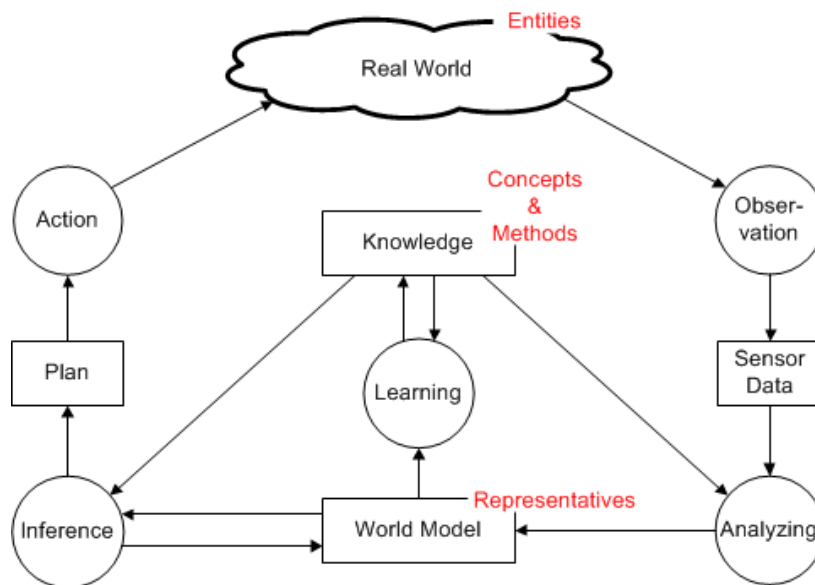 Entities
Real World
Concepts
&
Methods
Action
Knowledge
Obser-
vation
Plan
Learning
Sensor
Data
Representatives
Inference
World Model
Analyzing